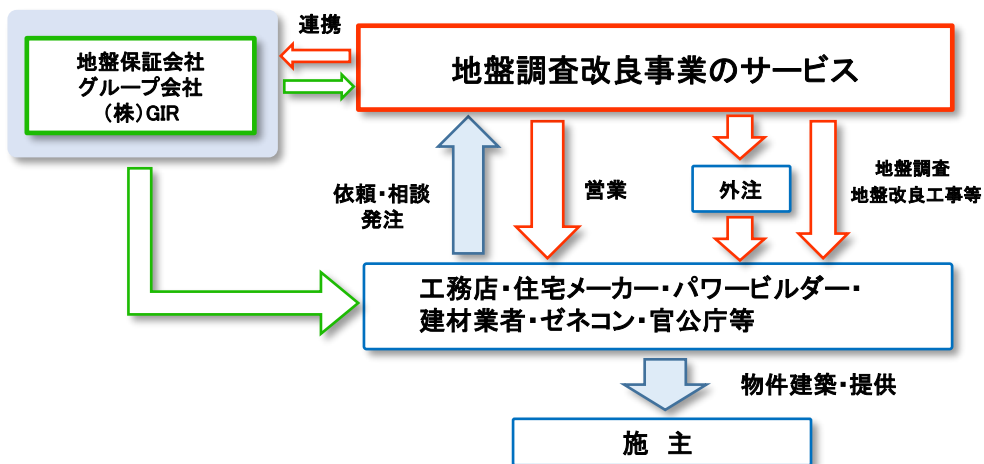 連携
地盤保証会社
グループ会社
(株)GIR
地盤調査改良事業のサービス
依頼・相談
発注
営業
外注
地盤調査
地盤改良工事等
工務店・住宅メーカー・パワービルダー・
建材業者・ゼネコン・官公庁等
物件建築・提供
施 主